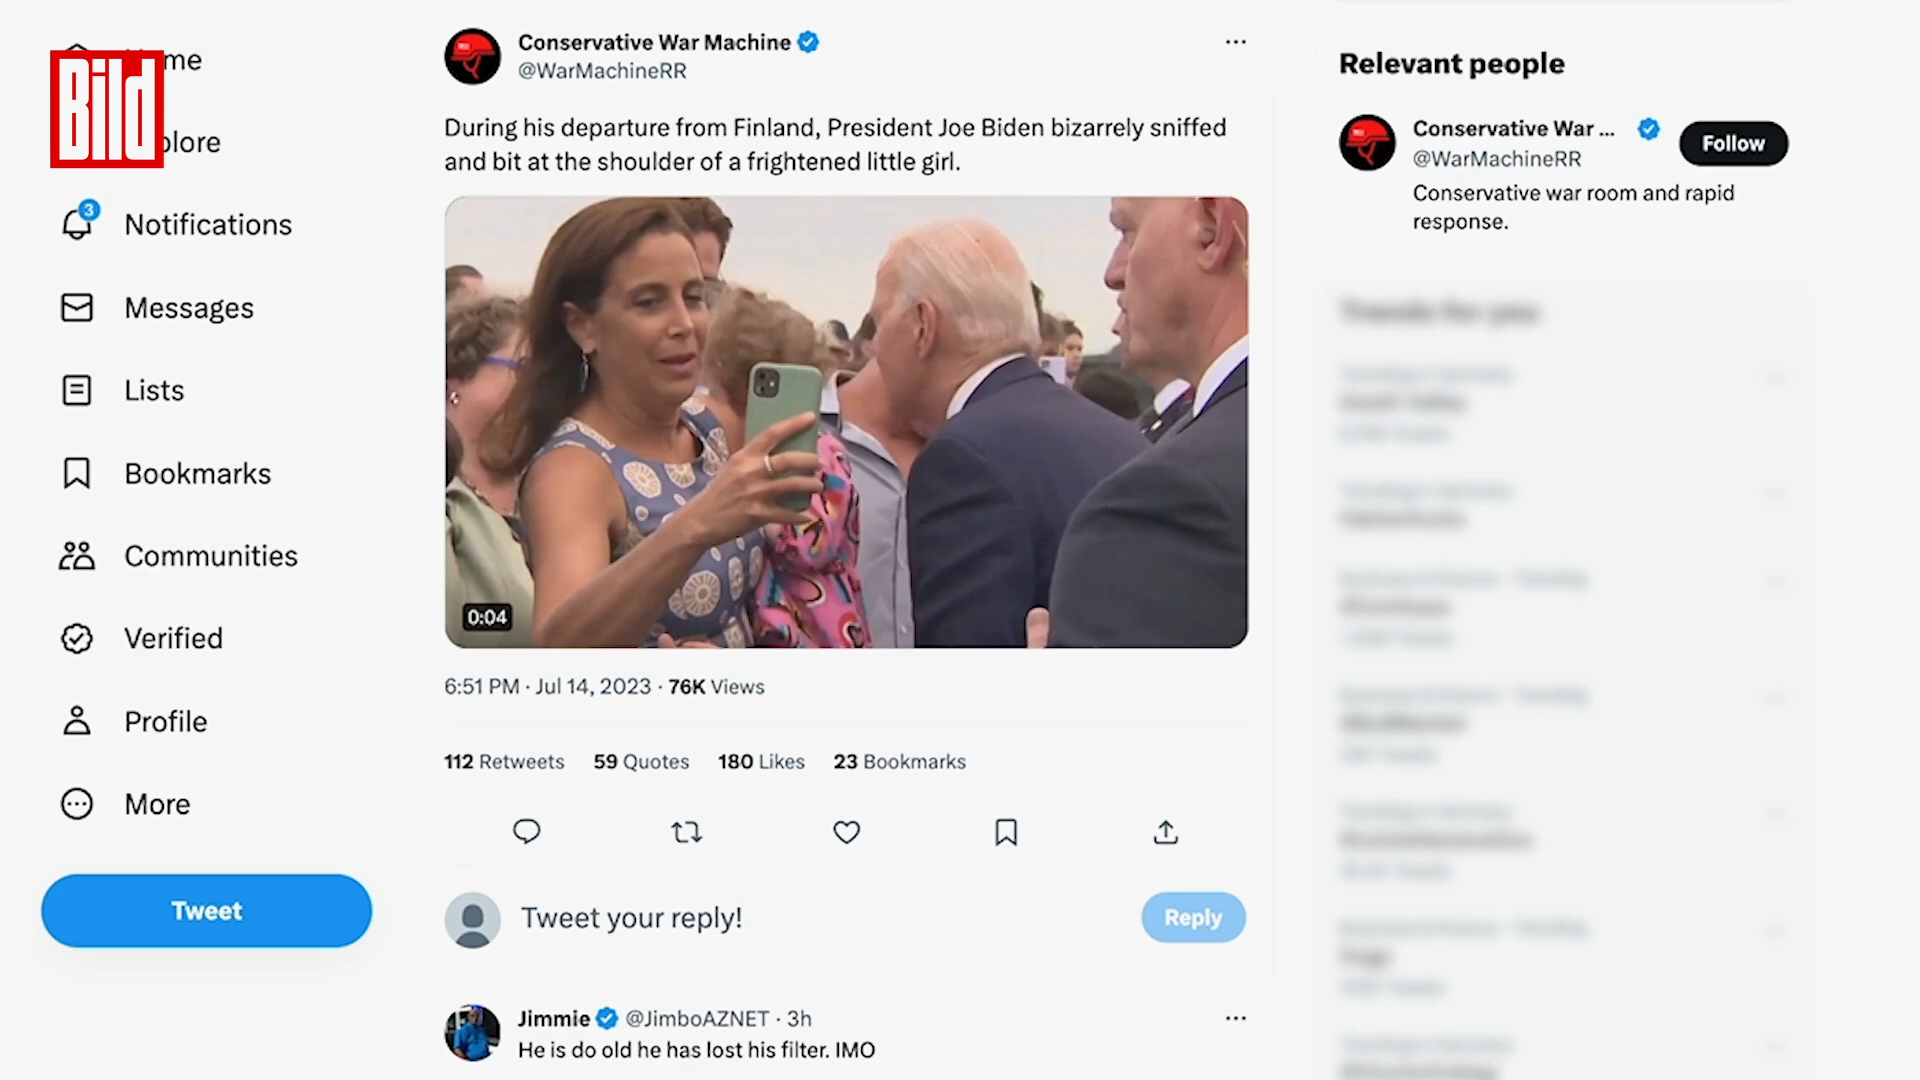 Bild
me
plore
3
Notifications
Messages
Lists
Bookmarks
Communities
Verified
Profile
More
Tweet
Conservative War Machine
@WarMachineRR
During his departure from Finland, President Joe Biden bizarrely sniffed
and bit at the shoulder of a frightened little girl.
0:04
6:51 PM · Jul 14, 2023 · 76K Views
112 Retweets 59 Quotes 180 Likes 23 Bookmarks
Tweet your reply!
Reply
Jimmie @JimboAZNET · 3h
He is do old he has lost his filter. IMO
Relevant people
Conservative War ...
@WarMachineRR
Follow
Conservative war room and rapid
response.
Trends for you